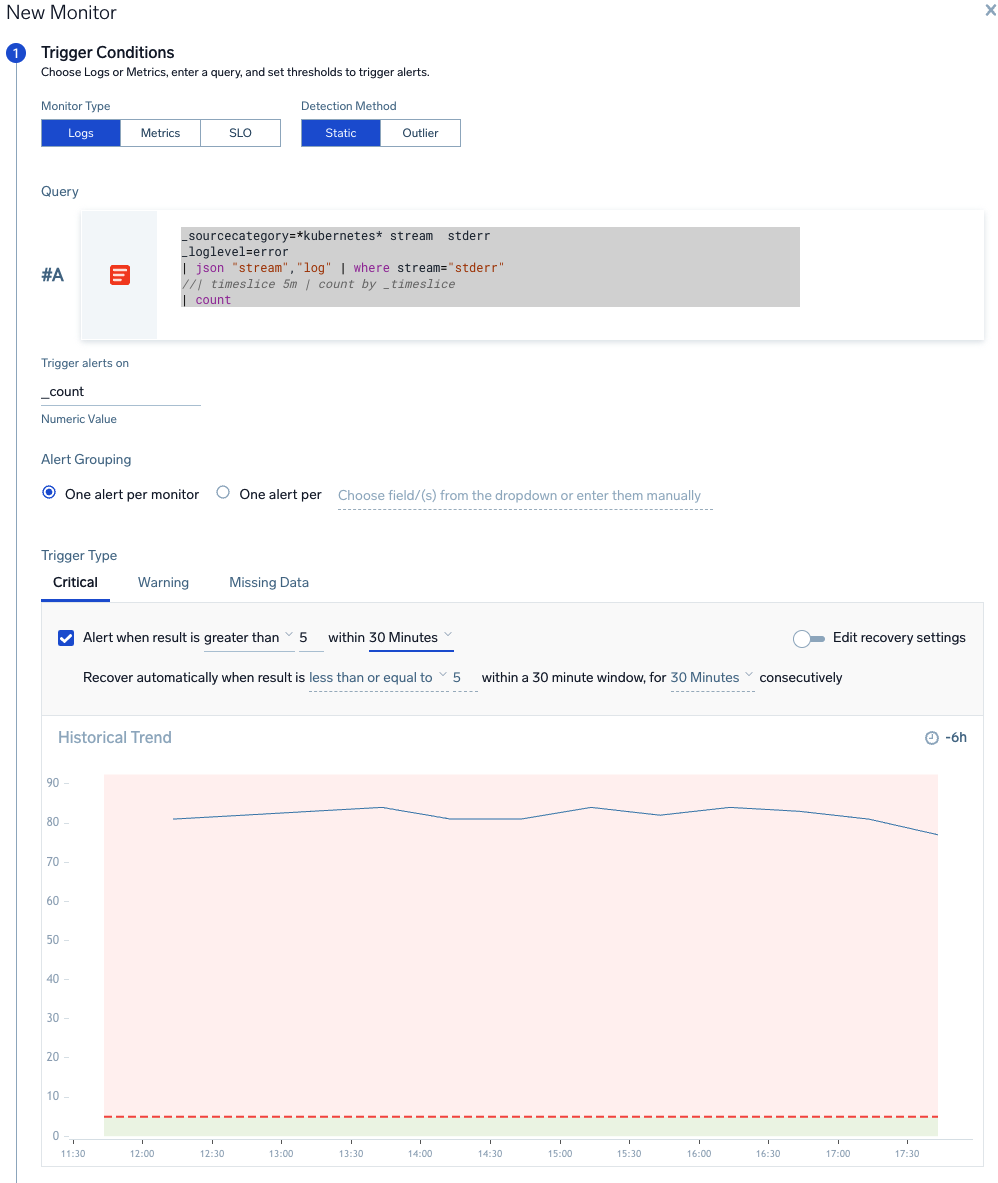 New Monitor
1 Trigger Conditions
Choose Logs or Metrics, enter a query, and set thresholds to trigger alerts.
Monitor Type Detection Method
Logs Metrics SLO Static Outlier
Query
#A
_sourcecategory=*kubernetes* stream  stderr
_loglevel=error
| json "stream","log" | where stream="stderr"
//| timeslice 5m | count by _timeslice
| count
Trigger alerts on
_count
Numeric Value
Alert Grouping
One alert per monitor One alert per Choose field/(s) from the dropdown or enter them manually
Trigger Type
Critical Warning Missing Data
Alert when result is greater than 5 within 30 Minutes Edit recovery settings
Recover automatically when result is less than or equal to 5 within a 30 minute window, for 30 Minutes consecutively
Historical Trend -6h
90
80
70
60
50
40
30
20
10
0
11:30 12:00 12:30 13:00 13:30 14:00 14:30 15:00 15:30 16:00 16:30 17:00 17:30